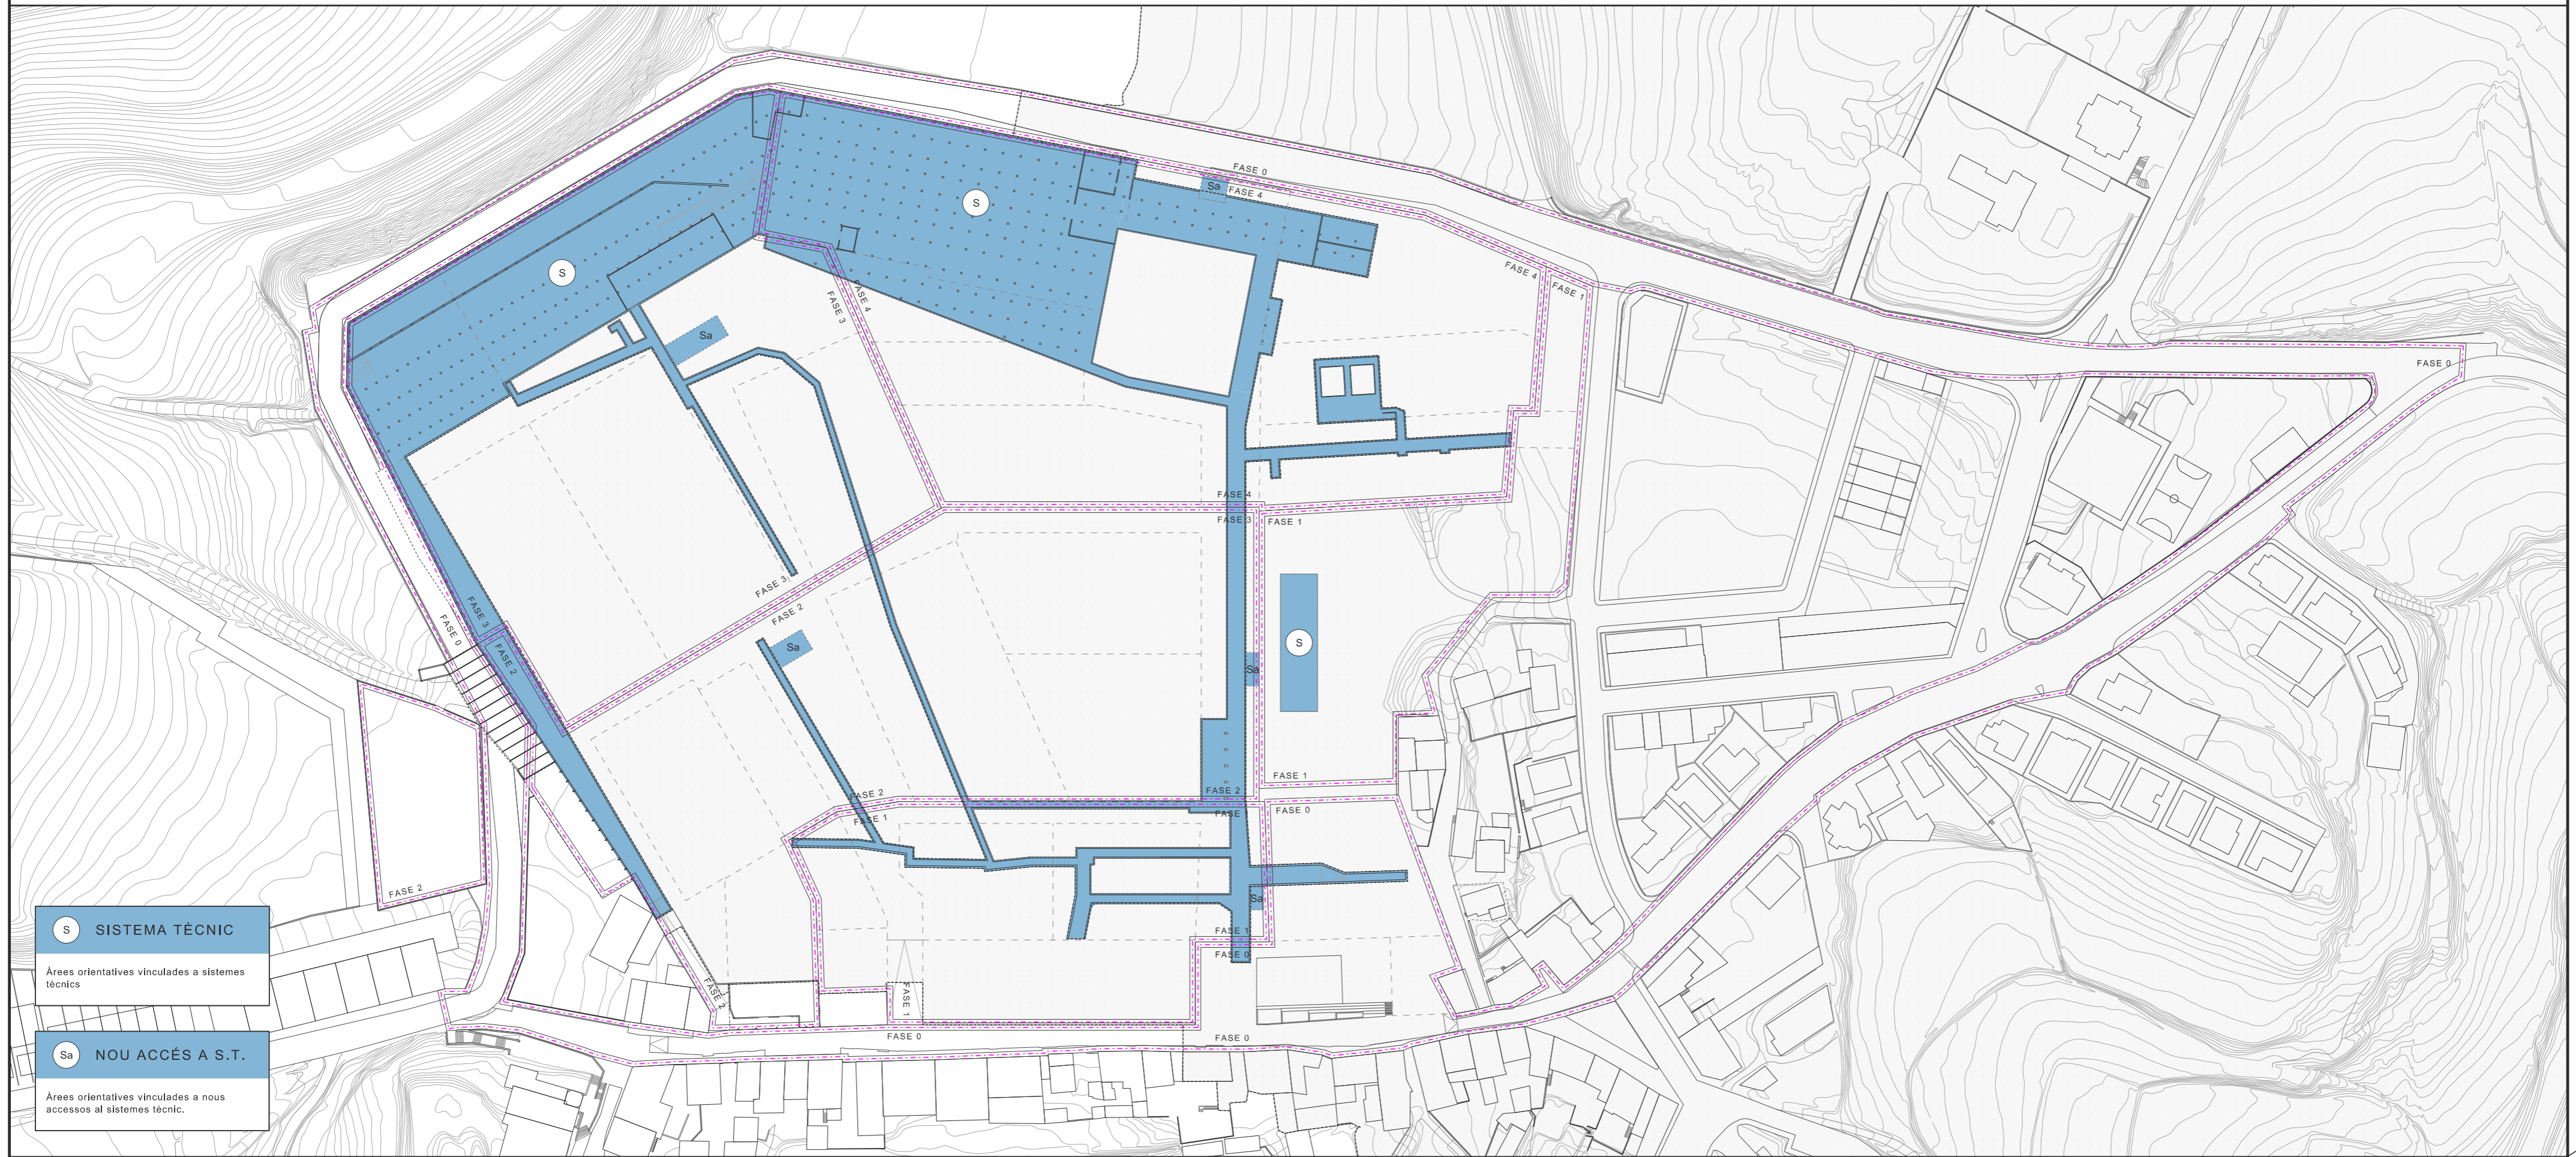 FASE 0
Sa
FASE 4
S
S
FASE 4
FASE 1
FASE 4
FASE 3
Sa
FASE 0
FASE 4
FASE 3
FASE 1
FASE 3
FASE 2
FASE 3
FASE 0
FASE 2
Sa
S
Sa
FASE 1
FASE 2
FASE 2
FASE 1
FASE 0
FASE
FASE 2
Sa
FASE 1
FASE 0
FASE 2
FASE 1
FASE 0
FASE 0
S SISTEMA TÈCNIC
Àrees orientatives vinculades a sistemes
tècnics
Sa NOU ACCÉS A S.T.
Àrees orientatives vinculades a nous
accessos al sistemes tècnic.